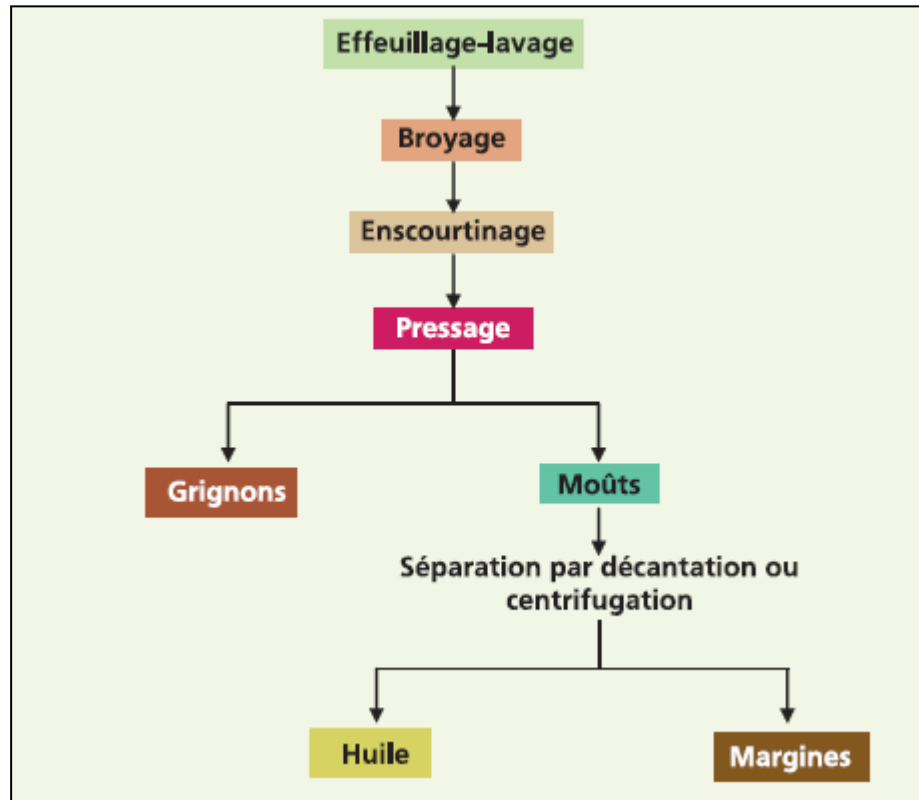 Effeuillage-lavage
Broyage
Enscourtinage
Pressage
Grignons
Moûts
Séparation par décantation ou
centrifugation
Huile
Margines